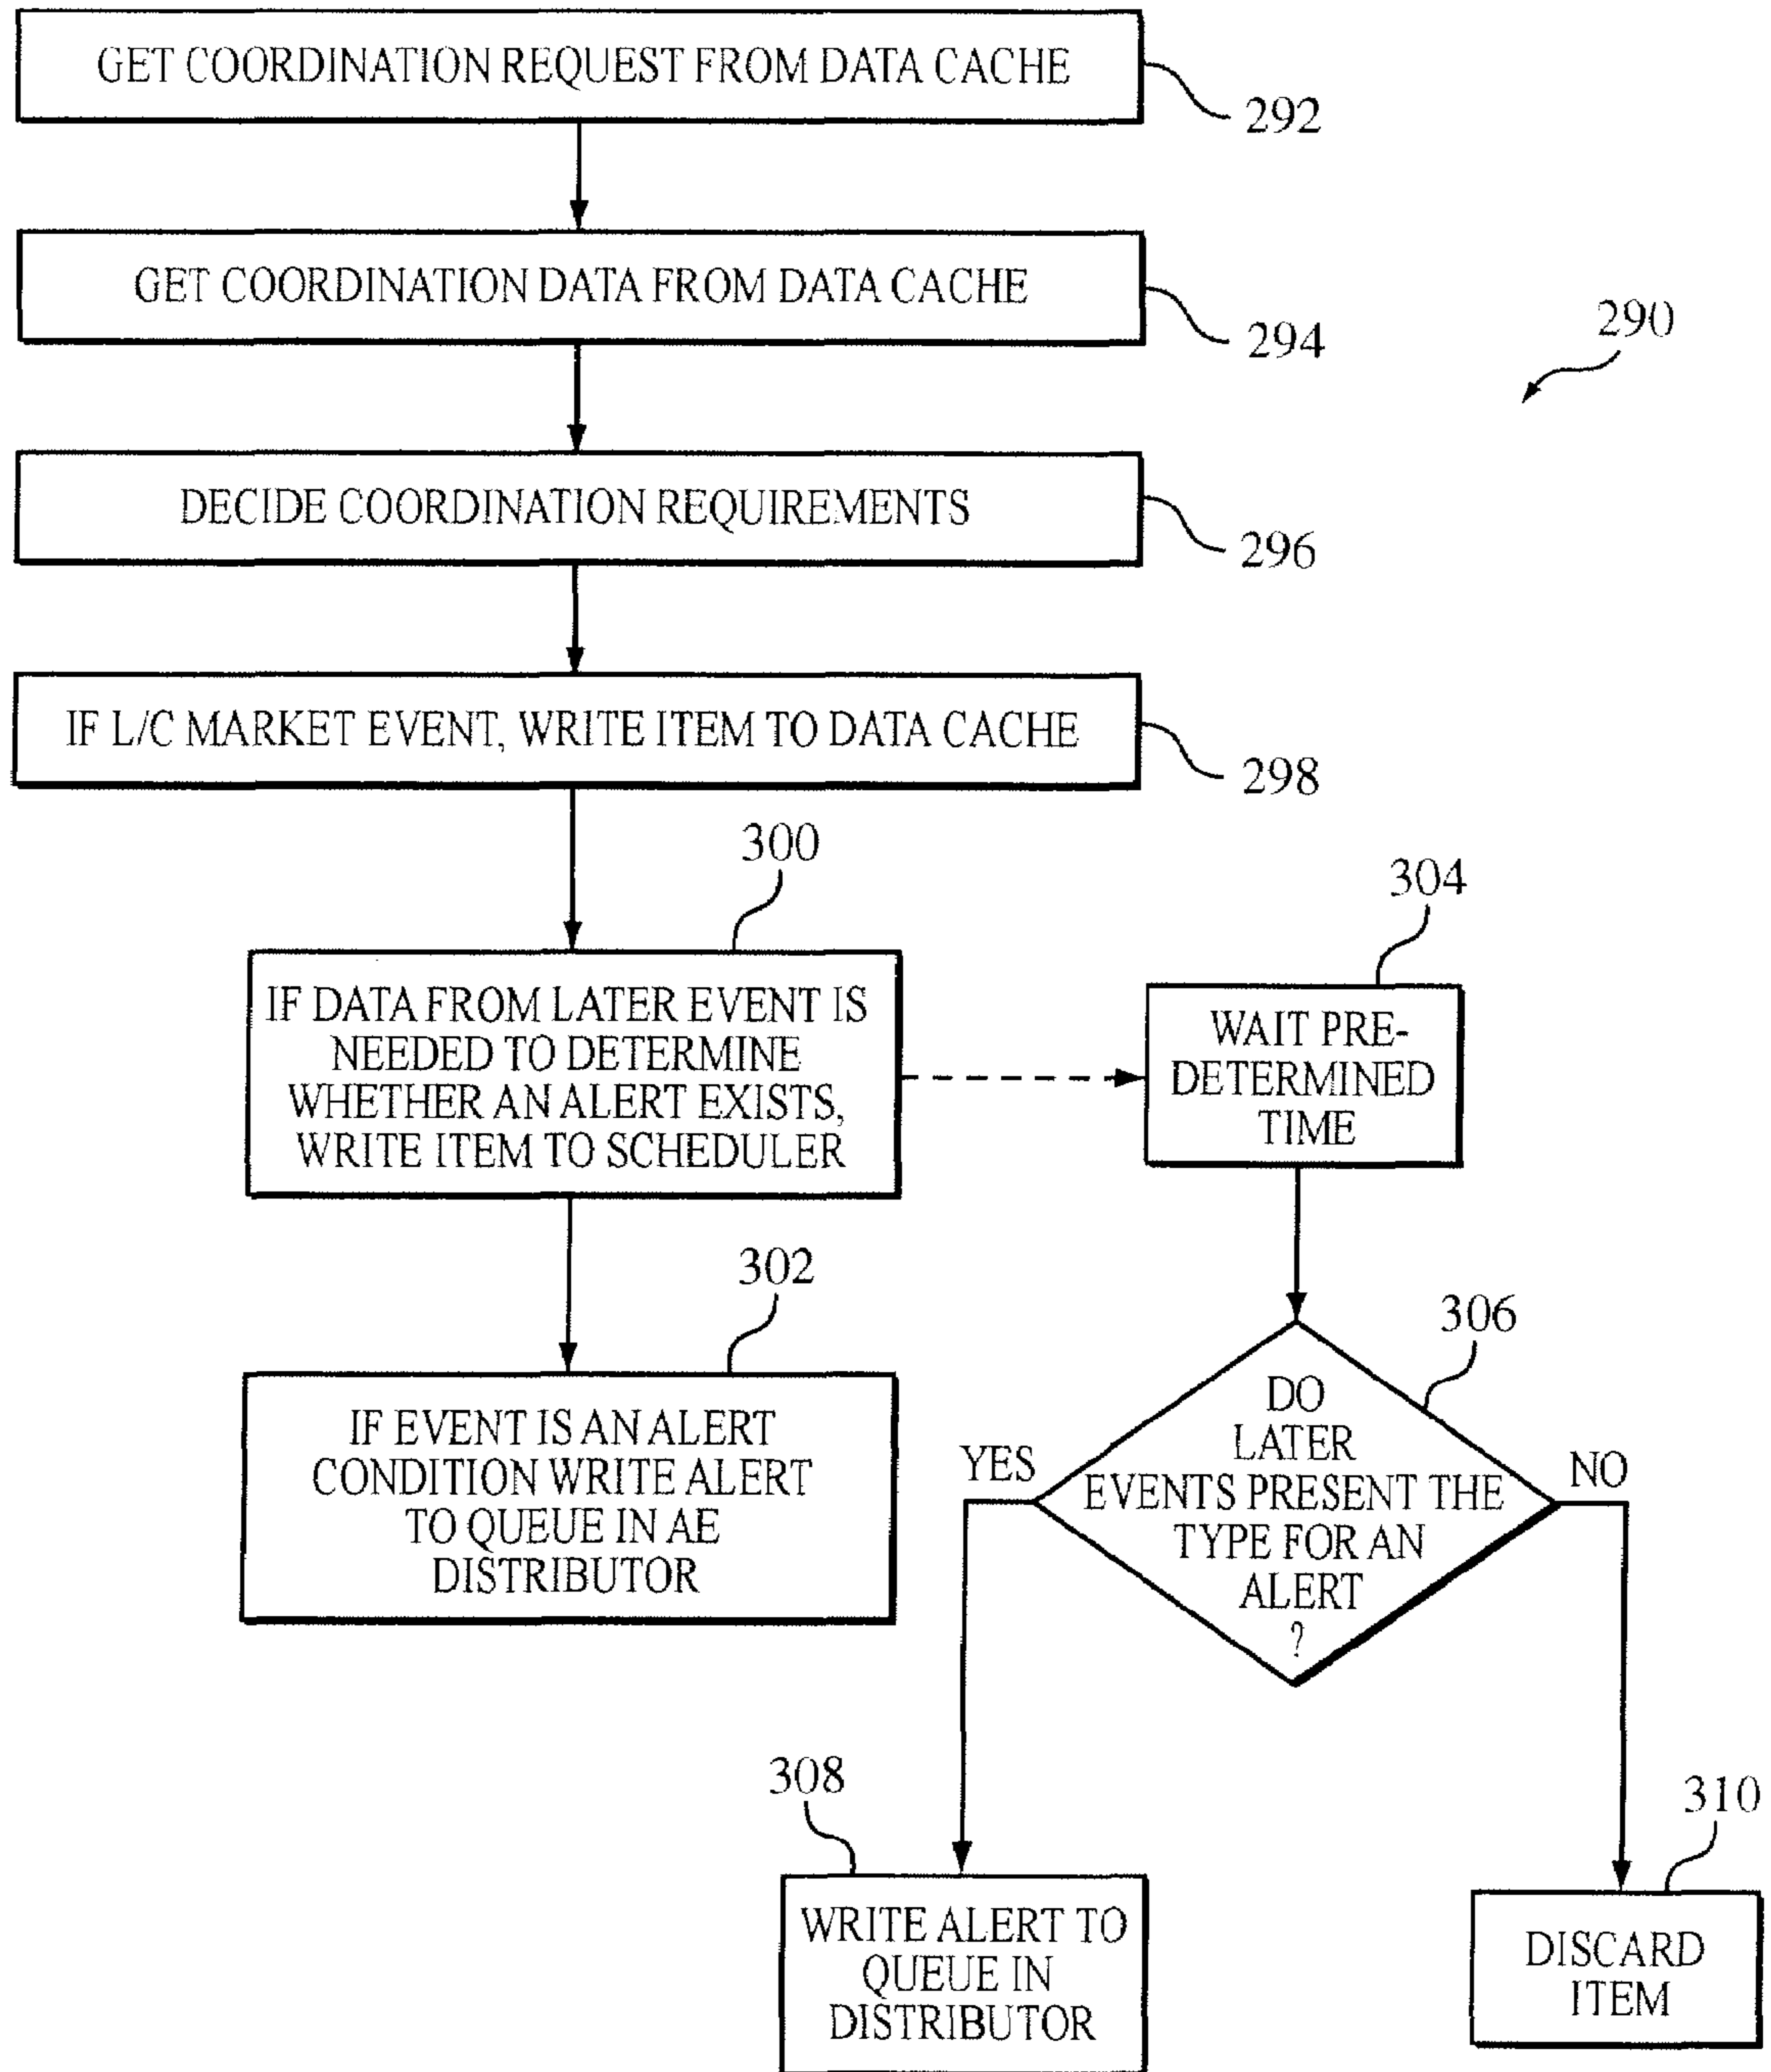 GET COORDINATION REQUEST FROM DATA CACHE
292
GET COORDINATION DATA FROM DATA CACHE
294
290
DECIDE COORDINATION REQUIREMENTS
296
IF L/C MARKET EVENT, WRITE ITEM TO DATA CACHE
298
300
IF DATA FROM LATER EVENT IS
NEEDED TO DETERMINE
WHETHER AN ALERT EXISTS,
WRITE ITEM TO SCHEDULER
304
WAIT PRE-
DETERMINED
TIME
302
IF EVENT IS AN ALERT
CONDITION WRITE ALERT
TO QUEUE IN AE
DISTRIBUTOR
306
DO
LATER
EVENTS PRESENT THE
TYPE FOR AN
ALERT
?
YES
NO
308
WRITE ALERT TO
QUEUE IN
DISTRIBUTOR
310
DISCARD
ITEM